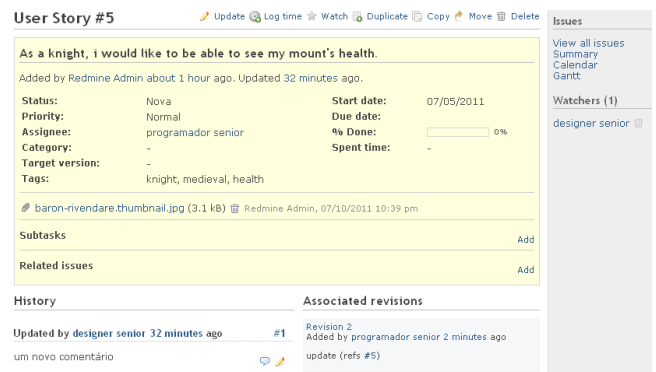 User Story #5
Update Log time Watch Duplicate Copy Move Delete
As a knight, i would like to be able to see my mount's health.
Added by Redmine Admin about 1 hour ago. Updated 32 minutes ago.
Status: Nova Start date: 07/05/2011
Priority: Normal Due date:
Assignee: programador senior % Done: 0%
Category: - Spent time: -
Target version: -
Tags: knight, medieval, health
baron-rivendare.thumbnail.jpg (3.1 kB) Redmine Admin, 07/10/2011 10:39 pm
Subtasks
Add
Related issues
Add
History
Updated by designer senior 32 minutes ago #1
um novo comentário
Associated revisions
Revision 2
Added by programador senior 2 minutes ago
update (refs #5)
Issues
View all issues
Summary
Calendar
Gantt
Watchers (1)
designer senior